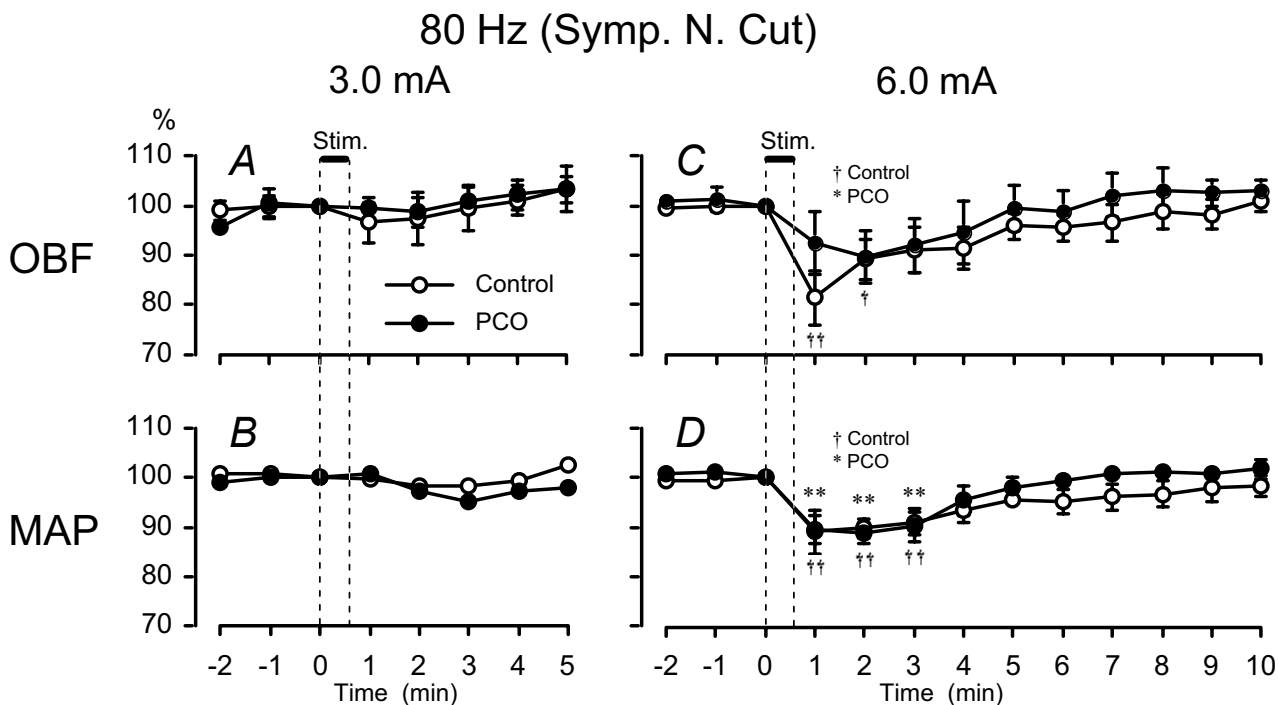 80 Hz (Symp. N. Cut)
3.0 mA
6.0 mA
%
OBF
A
Stim.
110
100
90
80
70
Control
PCO
C
Stim.
† Control
* PCO
†
††
MAP
B
110
100
90
80
70
D
† Control
* PCO
** ** **
†† †† ††
-2 -1 0 1 2 3 4 5
Time (min)
-2 -1 0 1 2 3 4 5 6 7 8 9 10
Time (min)